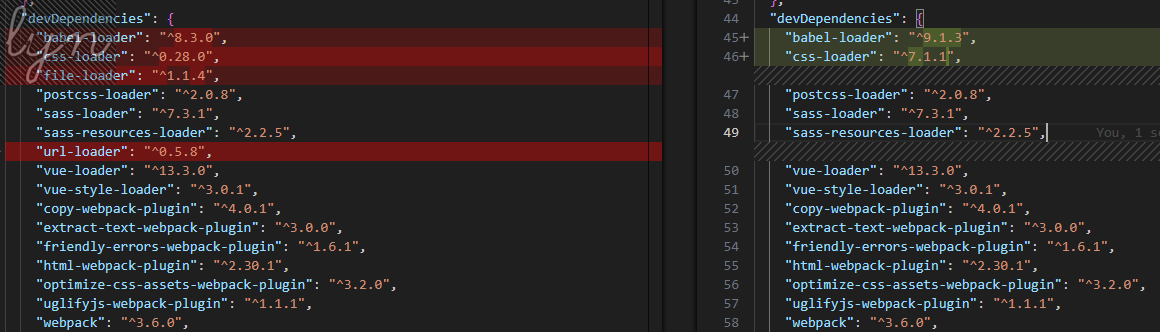 },
"devDependencies": {
"babel-loader": "^8.3.0",
"css-loader": "^0.28.0",
"file-loader": "^1.1.4",
"postcss-loader": "^2.0.8",
"sass-loader": "^7.3.1",
"sass-resources-loader": "^2.2.5",
"url-loader": "^0.5.8",
"vue-loader": "^13.3.0",
"vue-style-loader": "^3.0.1",
"copy-webpack-plugin": "^4.0.1",
"extract-text-webpack-plugin": "^3.0.0",
"friendly-errors-webpack-plugin": "^1.6.1",
"html-webpack-plugin": "^2.30.1",
"optimize-css-assets-webpack-plugin": "^3.2.0",
"uglifyjs-webpack-plugin": "^1.1.1",
"webpack": "^3.6.0",
43 },
44 "devDependencies": {
45+ "babel-loader": "^9.1.3",
46+ "css-loader": "^7.1.1",
47 "postcss-loader": "^2.0.8",
48 "sass-loader": "^7.3.1",
49 "sass-resources-loader": "^2.2.5", You, 1 s
50 "vue-loader": "^13.3.0",
51 "vue-style-loader": "^3.0.1",
52 "copy-webpack-plugin": "^4.0.1",
53 "extract-text-webpack-plugin": "^3.0.0",
54 "friendly-errors-webpack-plugin": "^1.6.1",
55 "html-webpack-plugin": "^2.30.1",
56 "optimize-css-assets-webpack-plugin": "^3.2.0",
57 "uglifyjs-webpack-plugin": "^1.1.1",
58 "webpack": "^3.6.0",